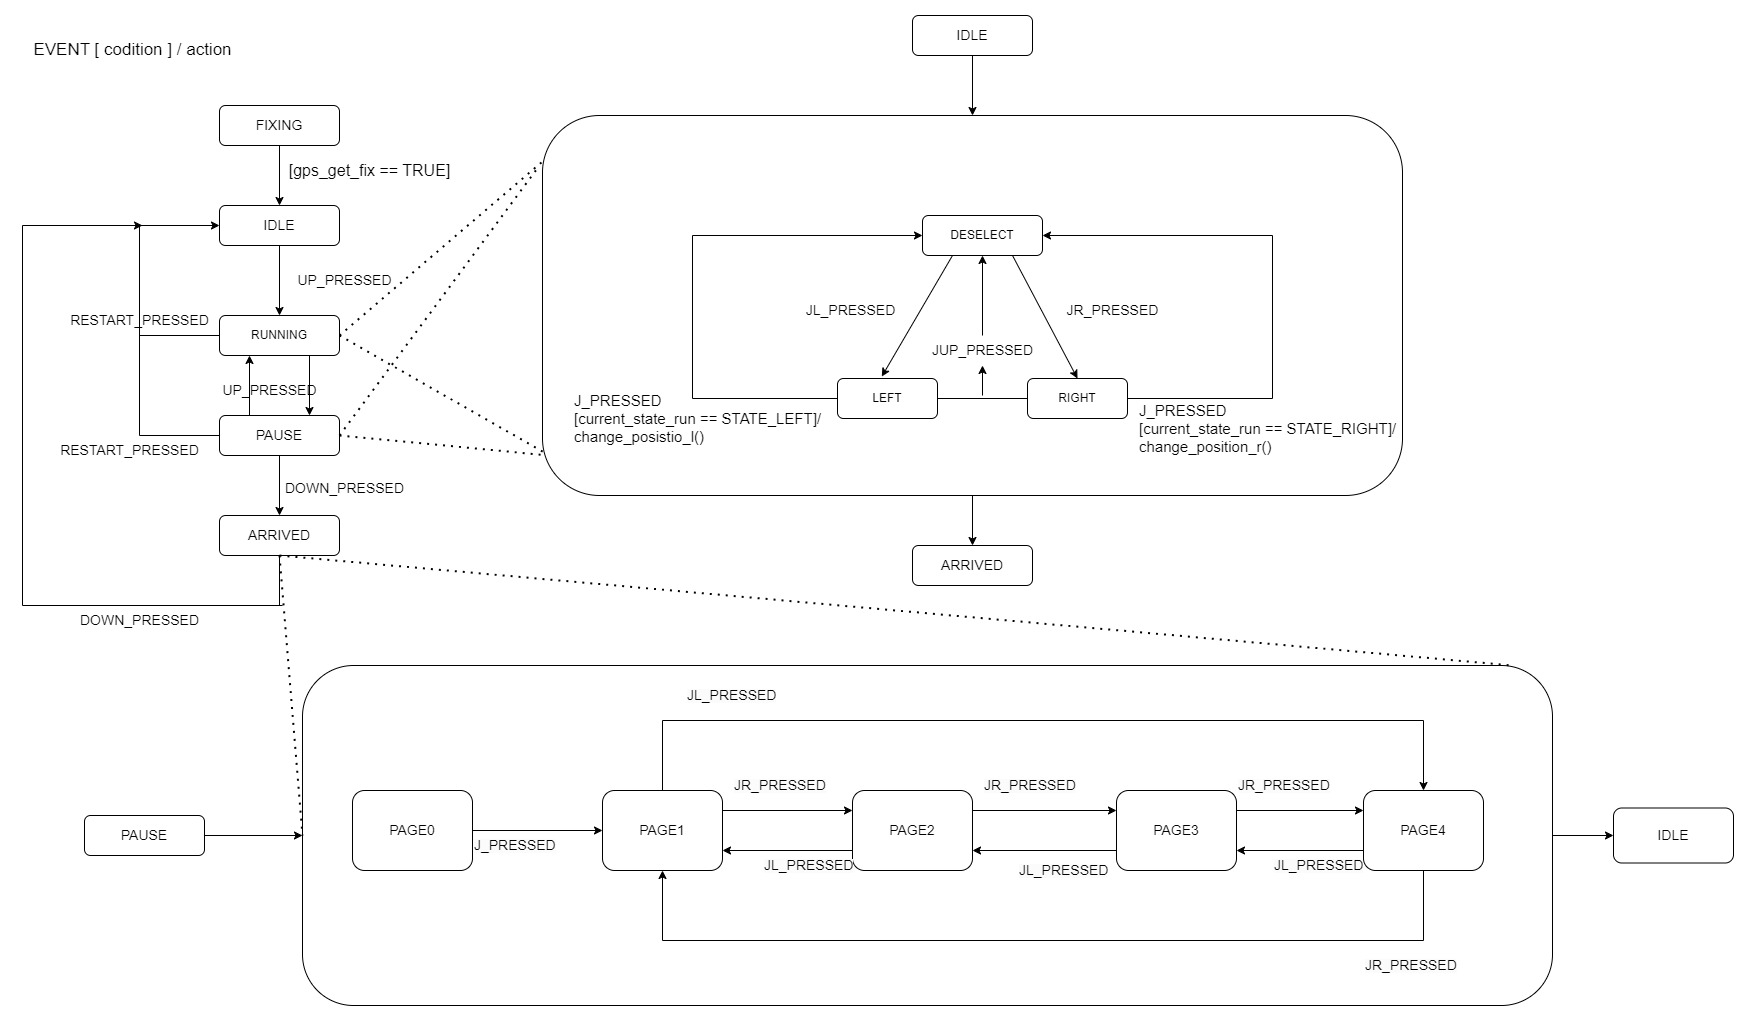 EVENT [ codition ] / action
FIXING
[gps_get_fix == TRUE]
IDLE
UP_PRESSED
RESTART_PRESSED
RUNNING
UP_PRESSED
PAUSE
RESTART_PRESSED
DOWN_PRESSED
ARRIVED
DOWN_PRESSED
IDLE
DESELECT
JL_PRESSED
JR_PRESSED
JUP_PRESSED
LEFT
RIGHT
J_PRESSED
[current_state_run == STATE_LEFT]/
change_posistio_l()
J_PRESSED
[current_state_run == STATE_RIGHT]/
change_position_r()
ARRIVED
JL_PRESSED
JR_PRESSED
JR_PRESSED
JR_PRESSED
PAUSE
PAGE0
J_PRESSED
PAGE1
PAGE2
PAGE3
PAGE4
IDLE
JL_PRESSED
JL_PRESSED
JL_PRESSED
JR_PRESSED